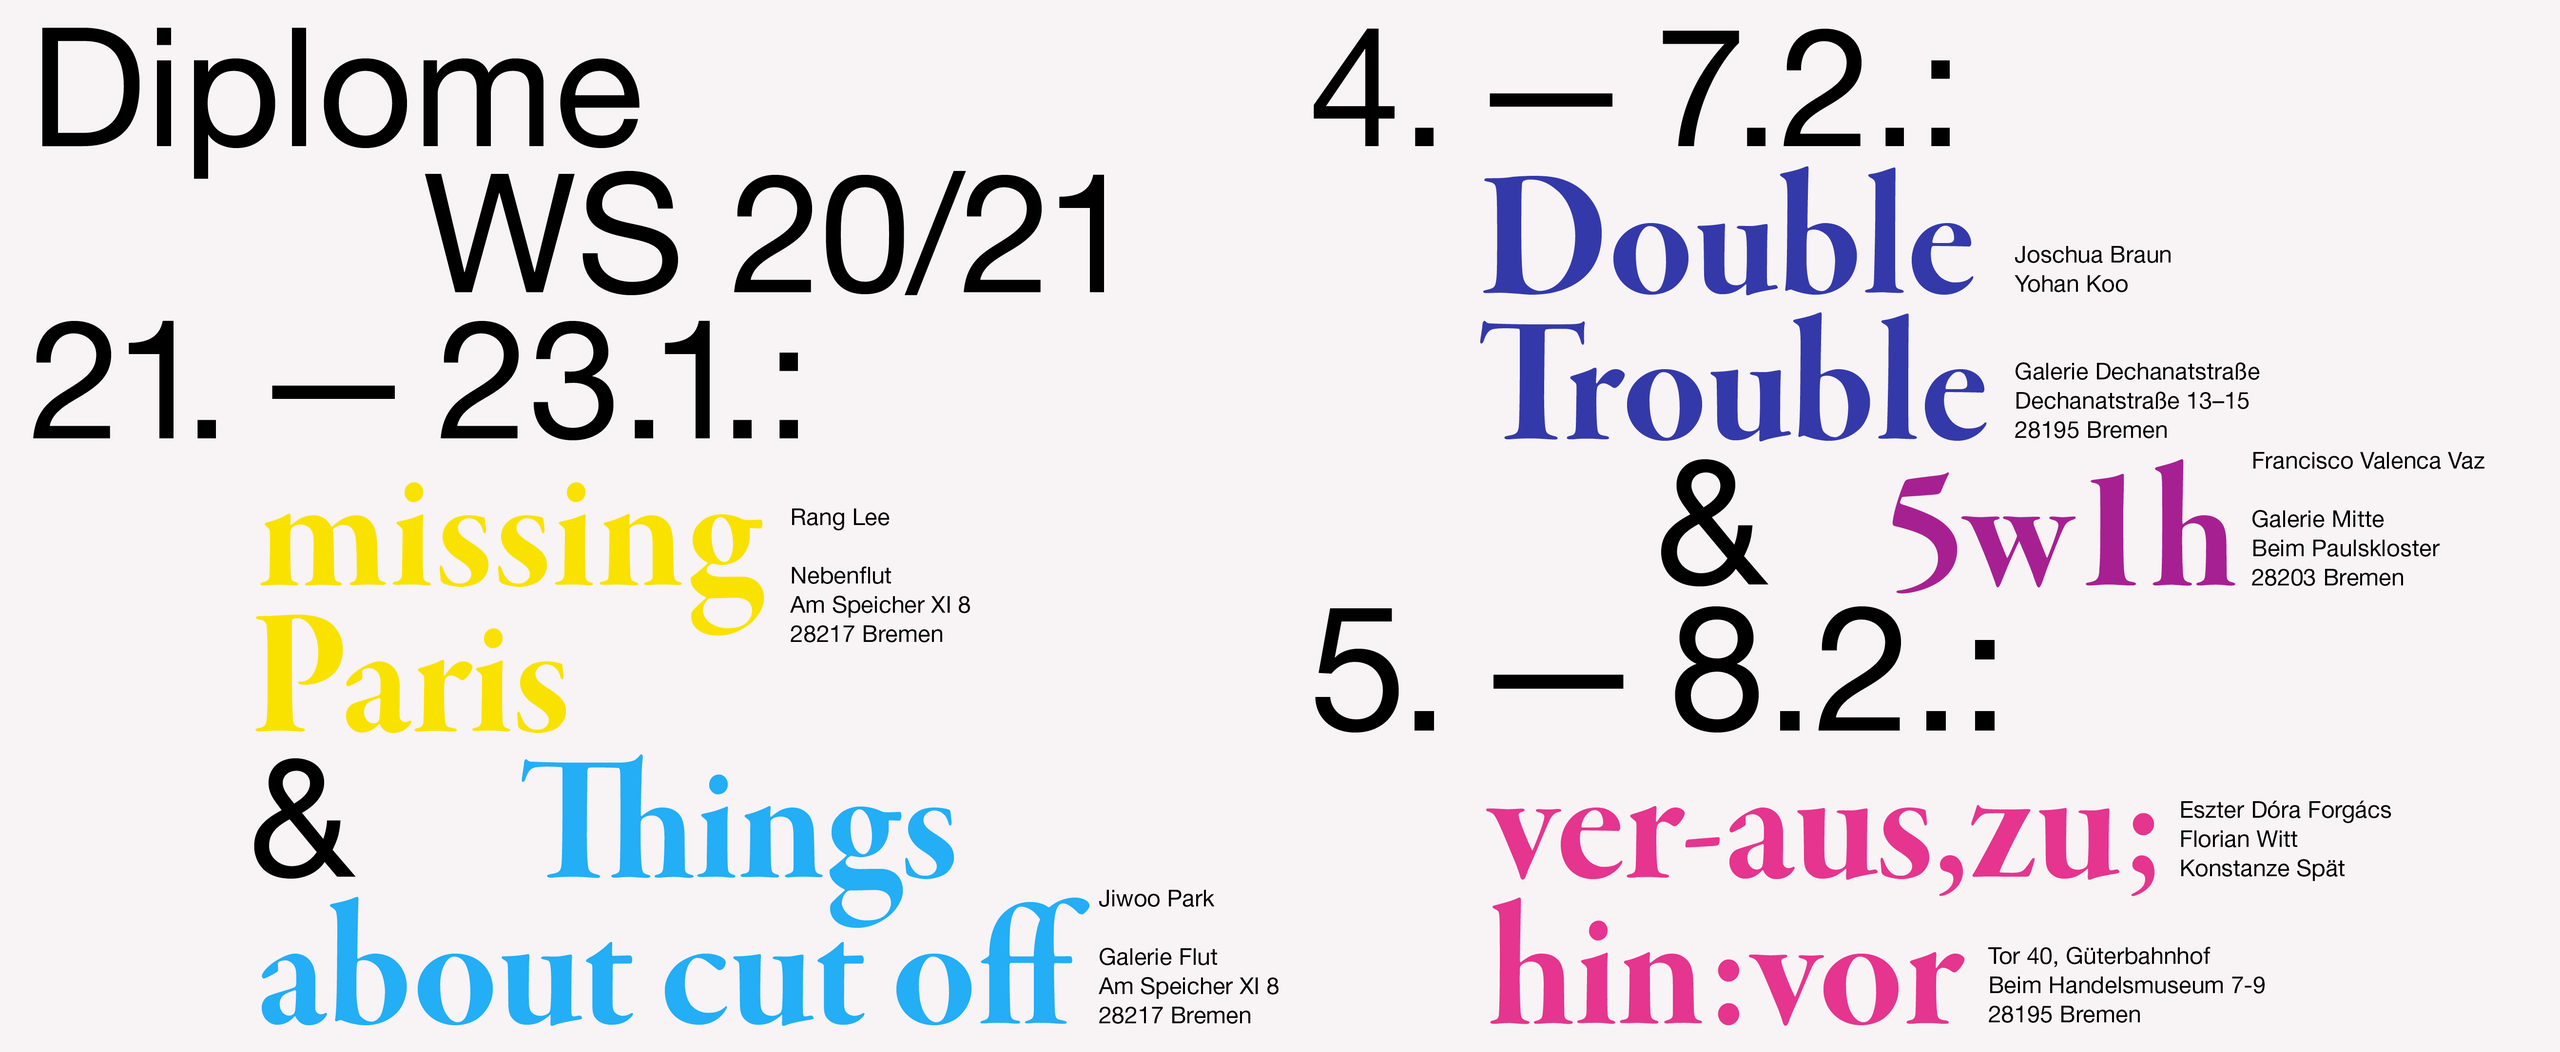 Diplome
WS 20/21
21. — 23.1.:
missing
Paris
Rang Lee
Nebenflut
Am Speicher XI 8
28217 Bremen
& Things
about cut off
Jiwoo Park
Galerie Flut
Am Speicher XI 8
28217 Bremen
4. — 7.2.:
Double
Trouble
Joschua Braun
Yohan Koo
Galerie Dechanatstraße
Dechanatstraße 13–15
28195 Bremen
& 5w1h
Francisco Valenca Vaz
Galerie Mitte
Beim Paulskloster
28203 Bremen
5. — 8.2.:
ver-aus,zu;
hin:vor
Eszter Dóra Forgács
Florian Witt
Konstanze Spät
Tor 40, Güterbahnhof
Beim Handelsmuseum 7-9
28195 Bremen